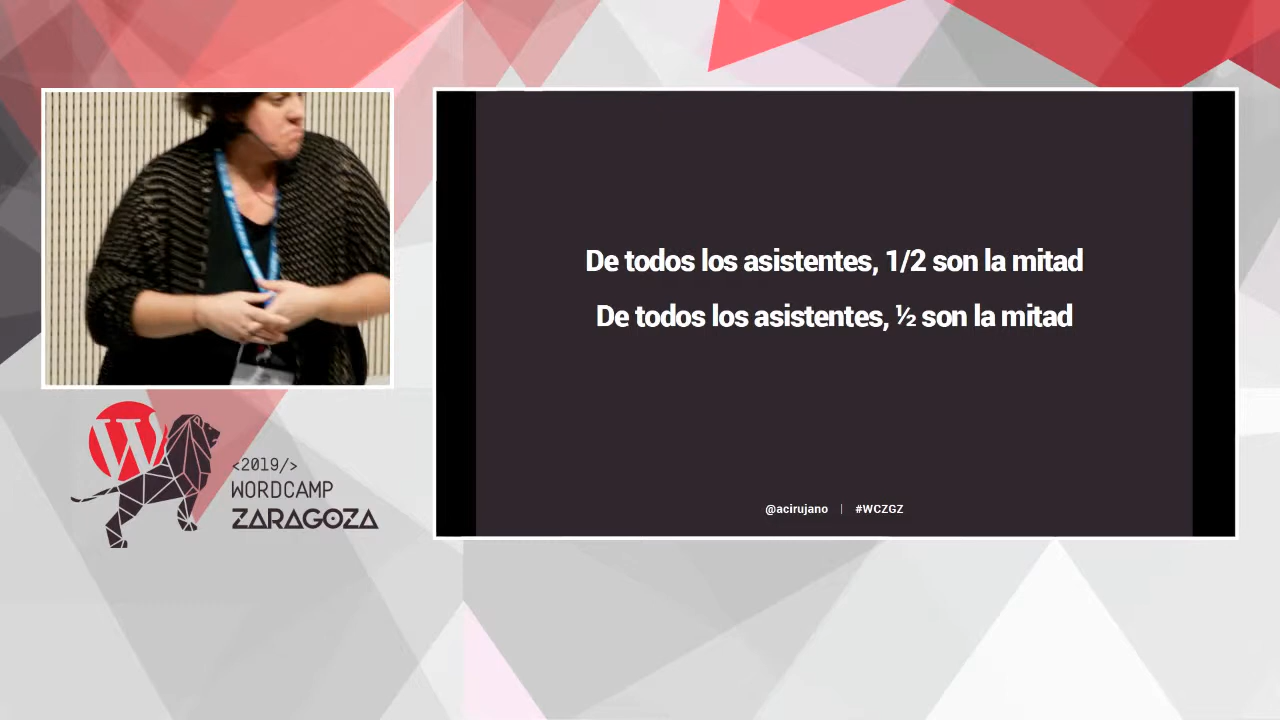 De todos los asistentes, 1/2 son la mitad
De todos los asistentes, ½ son la mitad
@acirujano | #WCZGZ
W
<2019/>
WORDCAMP
ZARAGOZA